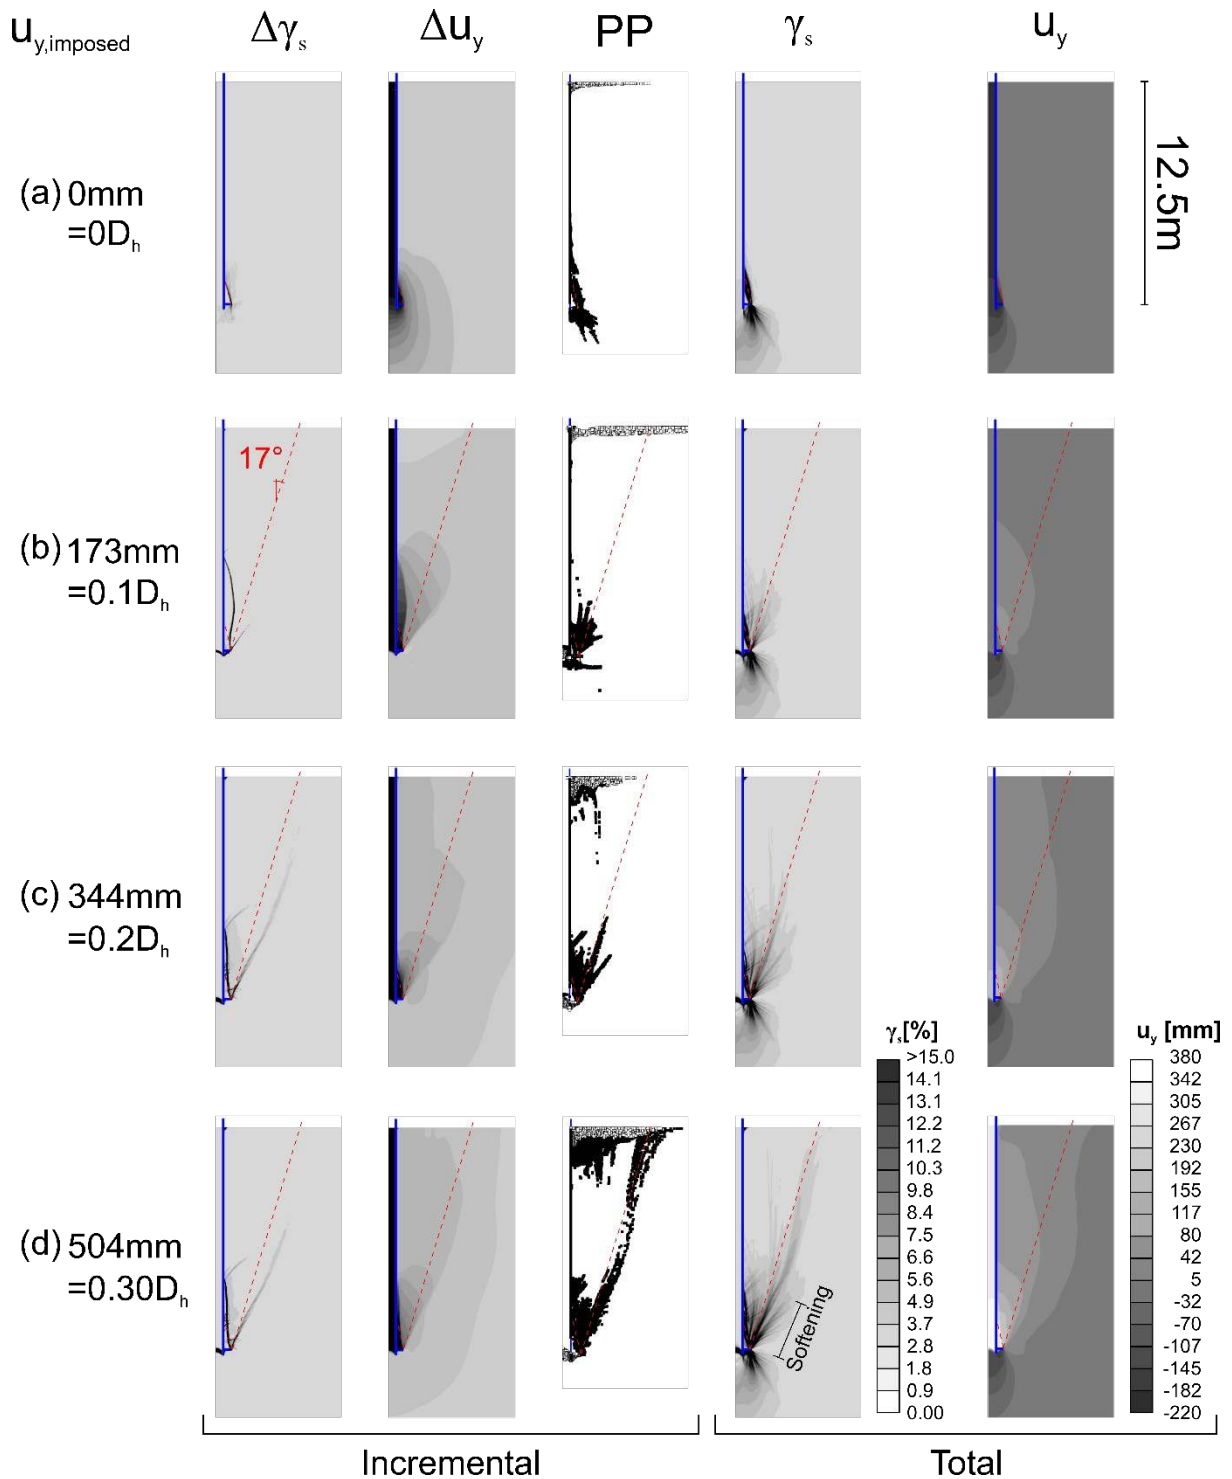 u_y,imposed Δγ_s Δu_y PP γ_s u_y
(a) 0mm
=0D_h
12.5m
17°
(b) 173mm
=0.1D_h
(c) 344mm
=0.2D_h
γ_s[%]
>15.0
14.1
13.1
12.2
11.2
10.3
9.8
8.4
7.5
6.6
5.6
4.9
3.7
2.8
1.8
0.9
0.00
u_y [mm]
380
342
305
267
230
192
155
117
80
42
5
-32
-70
-107
-145
-182
-220
(d) 504mm
=0.30D_h
Softening
Incremental
Total